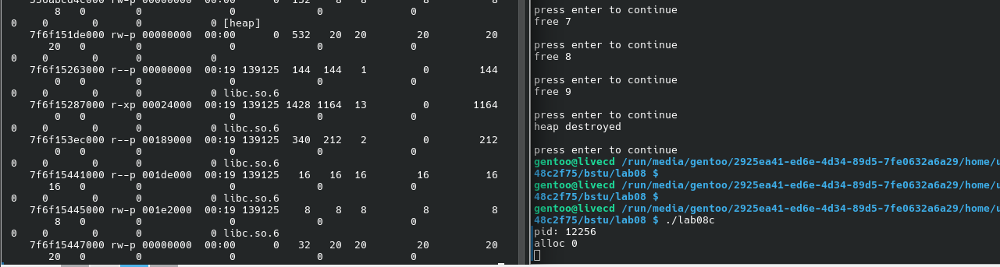 8 0 0 0 0 0
0 0 0 0 0 [heap]
7f6f151de000 rw-p 00000000 00:00 0 532 20 20 20 20
20 0 0 0 0 0
0 0 0 0 0
7f6f15263000 r--p 00000000 00:19 139125 144 144 1 0 144
0 0 0 0 0 0
0 0 0 0 0 libc.so.6
7f6f15287000 r-xp 00024000 00:19 139125 1428 1164 13 0 1164
0 0 0 0 0 0
0 0 0 0 0 libc.so.6
7f6f153ec000 r--p 00189000 00:19 139125 340 212 2 0 212
0 0 0 0 0 0
0 0 0 0 0 libc.so.6
7f6f15441000 r--p 001de000 00:19 139125 16 16 16 16 16
16 0 0 0 0 0
0 0 0 0 0 libc.so.6
7f6f15445000 rw-p 001e2000 00:19 139125 8 8 8 8 8
8 0 0 0 0 0
0 0 0 0 0 libc.so.6
7f6f15447000 rw-p 00000000 00:00 0 32 20 20 20 20
20 0 0 0 0 0
press enter to continue
free 7
press enter to continue
free 8
press enter to continue
free 9
press enter to continue
heap destroyed
press enter to continue
gentoo@livecd /run/media/gentoo/2925ea41-ed6e-4d34-89d5-7fe0632a6a29/home/u
48c2f75/bstu/lab08 $
gentoo@livecd /run/media/gentoo/2925ea41-ed6e-4d34-89d5-7fe0632a6a29/home/u
48c2f75/bstu/lab08 $
gentoo@livecd /run/media/gentoo/2925ea41-ed6e-4d34-89d5-7fe0632a6a29/home/u
48c2f75/bstu/lab08 $ ./lab08c
pid: 12256
alloc 0